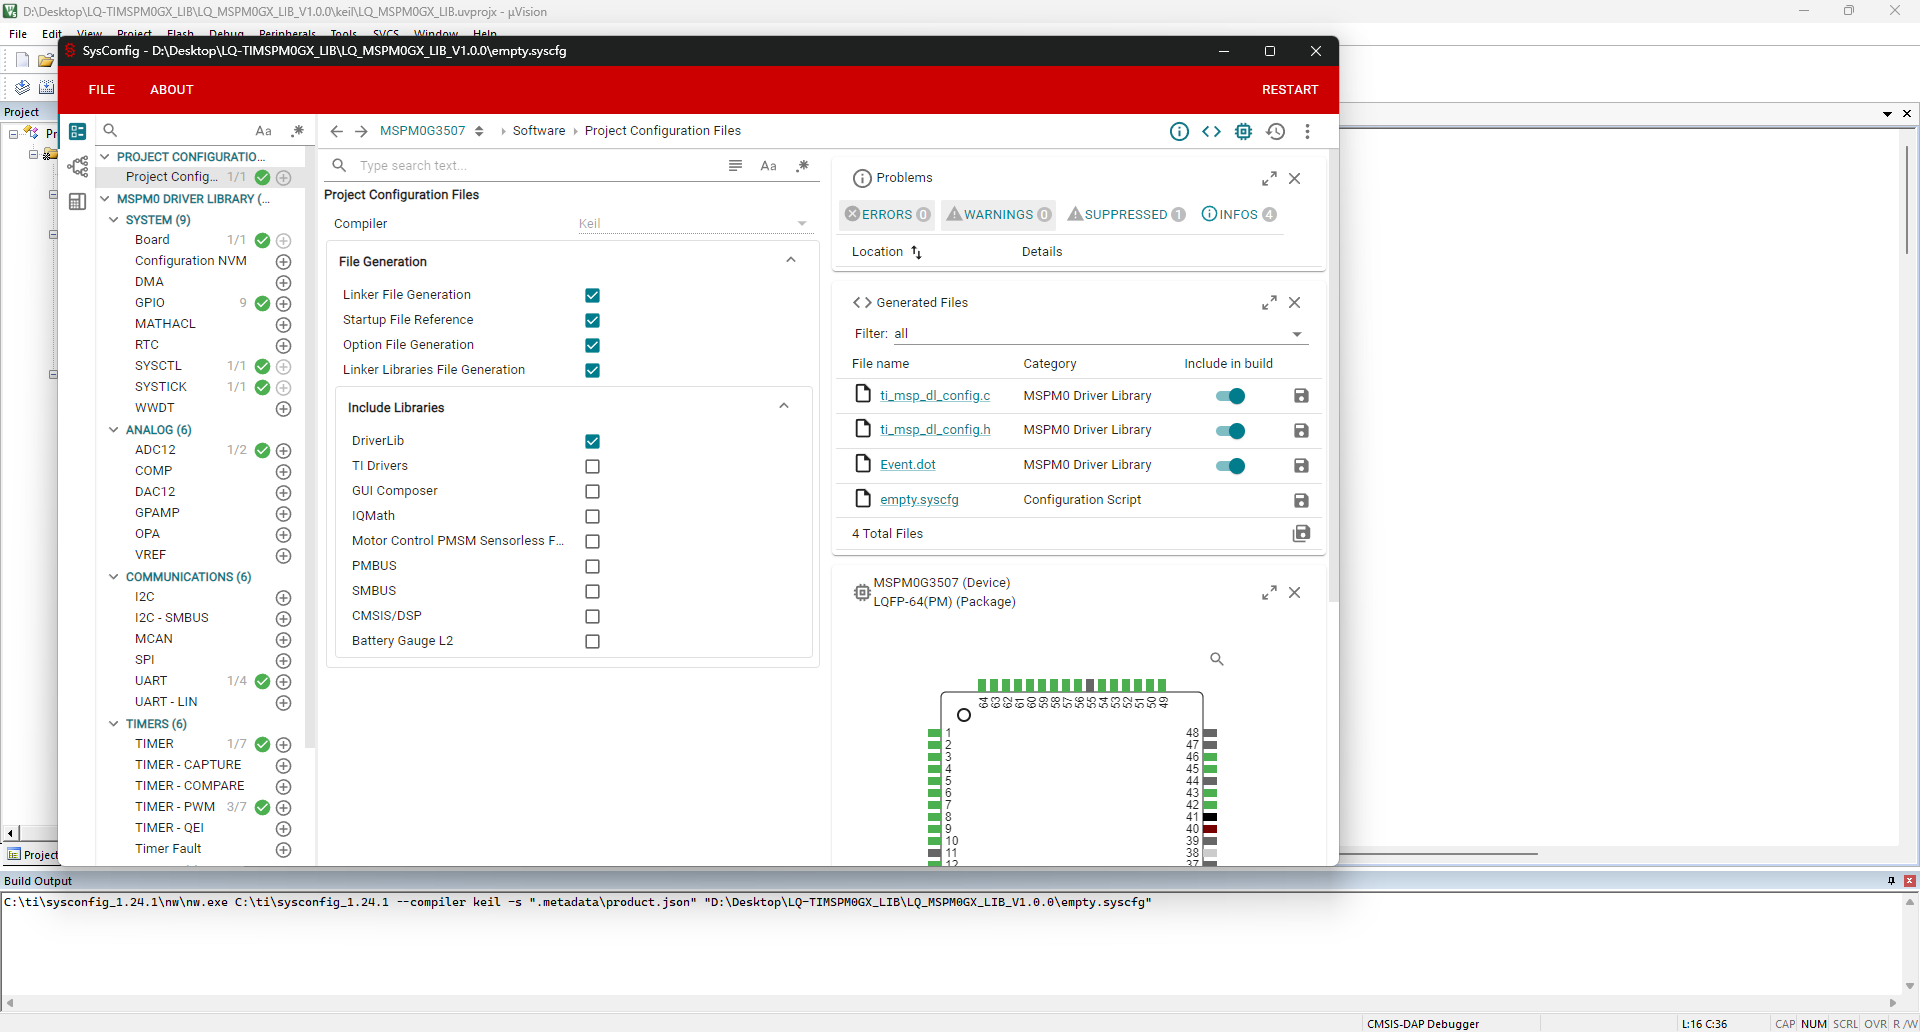 D:\Desktop\LQ-TIMSPM0GX_LIB\LQ_MSPM0GX_LIB_V1.0.0\keil\LQ_MSPM0GX_LIB.uvprojx - µVision
File Edit View Project Flash Debug Peripherals Tools SVCS Window Help
SysConfig - D:\Desktop\LQ-TIMSPM0GX_LIB\LQ_MSPM0GX_LIB_V1.0.0\empty.syscfg
FILE ABOUT RESTART
Project
Aa .*
MSPM0G3507 Software Project Configuration Files
PROJECT CONFIGURATIO...
Project Config... 1/1
MSPM0 DRIVER LIBRARY (...
SYSTEM (9)
Board 1/1
Configuration NVM
DMA
GPIO 9
MATHACL
RTC
SYSCTL 1/1
SYSTICK 1/1
WWDT
ANALOG (6)
ADC12 1/2
COMP
DAC12
GPAMP
OPA
VREF
COMMUNICATIONS (6)
I2C
I2C - SMBUS
MCAN
SPI
UART 1/4
UART - LIN
TIMERS (6)
TIMER 1/7
TIMER - CAPTURE
TIMER - COMPARE
TIMER - PWM 3/7
TIMER - QEI
Timer Fault
Type search text... Aa .*
Project Configuration Files
Compiler Keil
File Generation
Linker File Generation
Startup File Reference
Option File Generation
Linker Libraries File Generation
Include Libraries
DriverLib
TI Drivers
GUI Composer
IQMath
Motor Control PMSM Sensorless F...
PMBUS
SMBUS
CMSIS/DSP
Battery Gauge L2
Problems
ERRORS 0 WARNINGS 0 SUPPRESSED 1 INFOS 4
Location Details
Generated Files
Filter: all
File name Category Include in build
ti_msp_dl_config.c MSPM0 Driver Library
ti_msp_dl_config.h MSPM0 Driver Library
Event.dot MSPM0 Driver Library
empty.syscfg Configuration Script
4 Total Files
MSPM0G3507 (Device)
LQFP-64(PM) (Package)
64 63 62 61 60 59 58 57 56 55 54 53 52 51 50 49
1 48
2 47
3 46
4 45
5 44
6 43
7 42
8 41
9 40
10 39
11 38
12 37
Project
Build Output
C:\ti\sysconfig_1.24.1\nw\nw.exe C:\ti\sysconfig_1.24.1 --compiler keil -s ".metadata\product.json" "D:\Desktop\LQ-TIMSPM0GX_LIB\LQ_MSPM0GX_LIB_V1.0.0\empty.syscfg"
CMSIS-DAP Debugger L:16 C:36 CAP NUM SCRL OVR R/W